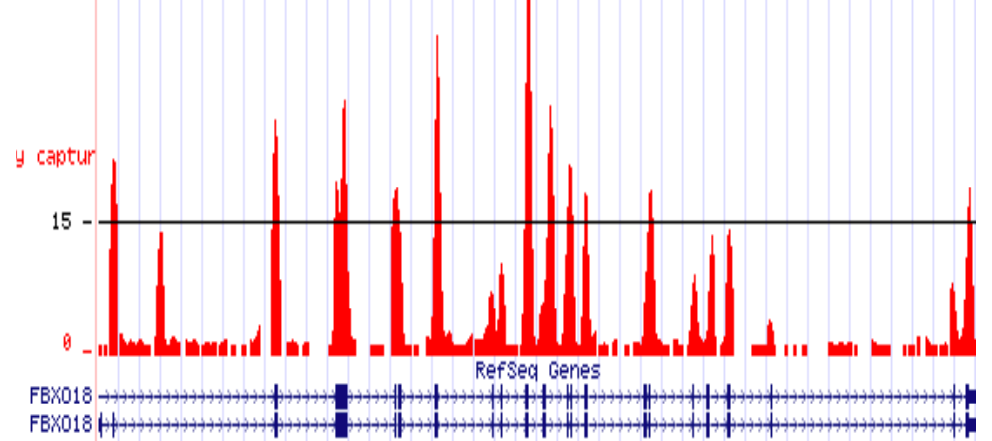 y captur
15 -
0 -
RefSeq Genes
FBXO18
FBXO18